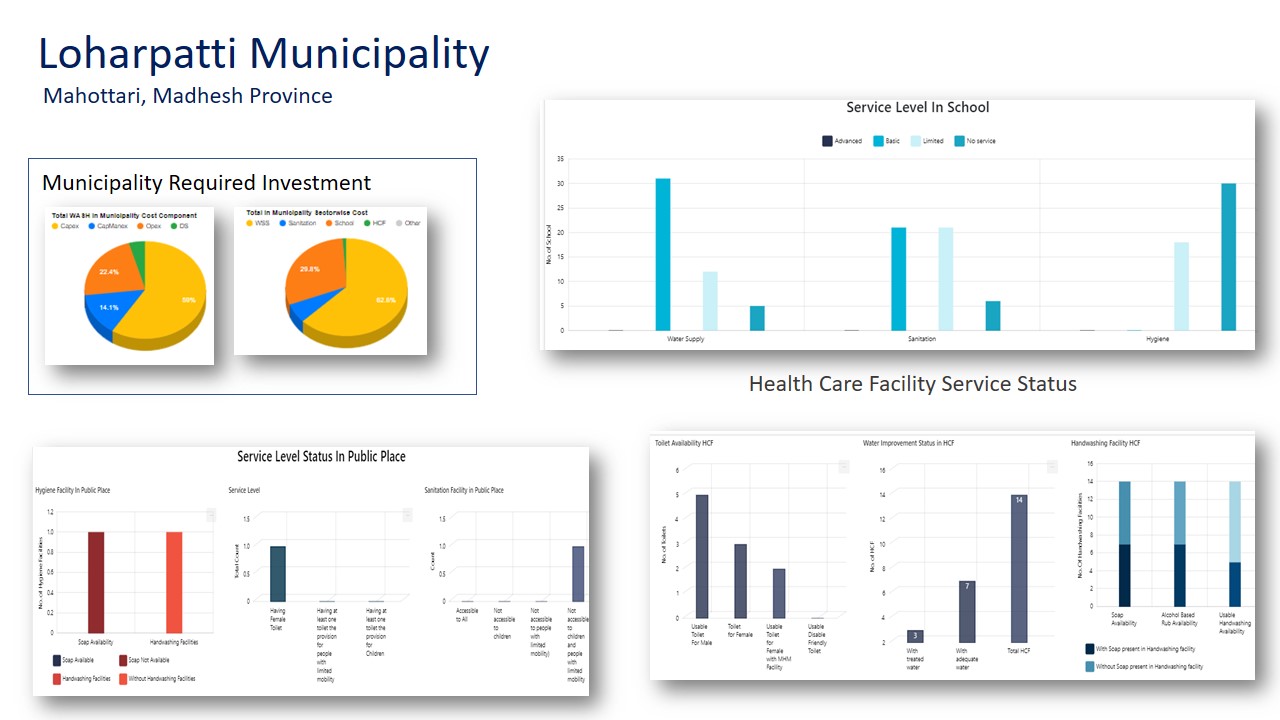 Loharpatti Municipality
Mahottari, Madhesh Province
Municipality Required Investment
Total WASH in Municipality Cost Component
Capex CapManex Opex DS
22.4%
14.1%
59%
Total in Municipality Sectorwise Cost
WSS Sanitation School HCF Other
29.8%
62.6%
Service Level In School
Advanced Basic Limited No service
No. of School
35
30
25
20
15
10
5
0
Water Supply Sanitation Hygiene
Health Care Facility Service Status
Service Level Status In Public Place
Hygiene Facility In Public Place
No. of Hygiene Facilities
1.2
1.0
0.8
0.6
0.4
0.2
0
Soap Availability Handwashing Facilities
Soap Available Soap Not Available
Handwashing Facilities Without Handwashing Facilities
Service Level
Total Count
1.5
1.0
0.5
0
Having Female Toilet
Having at least one toilet the provision for people with limited mobility
Having at least one toilet the provision for Children
Sanitation Facility in Public Place
Count
1.5
1.0
0.5
0
Accessible to All
Not accessible to children
Not accessible to people with limited mobility)
Not accessible to children and people with limited mobility
Toilet Availability HCF
No. of Toilets
6
5
4
3
2
1
0
Usable Toilet For Male
Toilet for Female
Usable Toilet for Female with MHM Facility
Usable Disable Friendly Toilet
Water Improvement Status in HCF
No. of HCF
16
14
12
10
8
6
4
2
3
7
14
With treated water
With adequate water
Total HCF
Handwashing Facility HCF
No. Of Handwashing Facilities
16
14
12
10
8
6
4
2
0
Soap Availability
Alcohol Based Rub Availability
Usable Handwashing Availability
With Soap present in Handwashing facility
Without Soap present in Handwashing facility